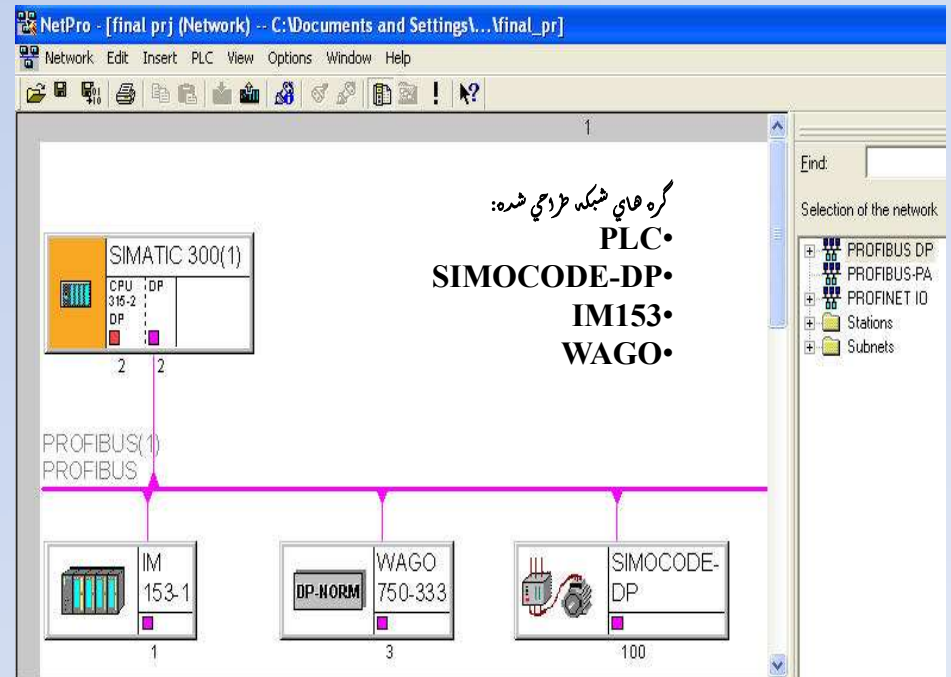 NetPro - [final prj (Network) -- C:\Documents and Settings\...\final_pr]
Network Edit Insert PLC View Options Window Help
1
Find:
Selection of the network
PROFIBUS DP
PROFIBUS-PA
PROFINET IO
Stations
Subnets
گره هاي شبکه طراحي شده:
PLC•
SIMOCODE-DP•
IM153•
WAGO•
SIMATIC 300(1)
CPU 315-2 DP
DP
2 2
PROFIBUS(1)
PROFIBUS
IM 153-1
1
DP-NORM
WAGO 750-333
3
SIMOCODE-DP
100